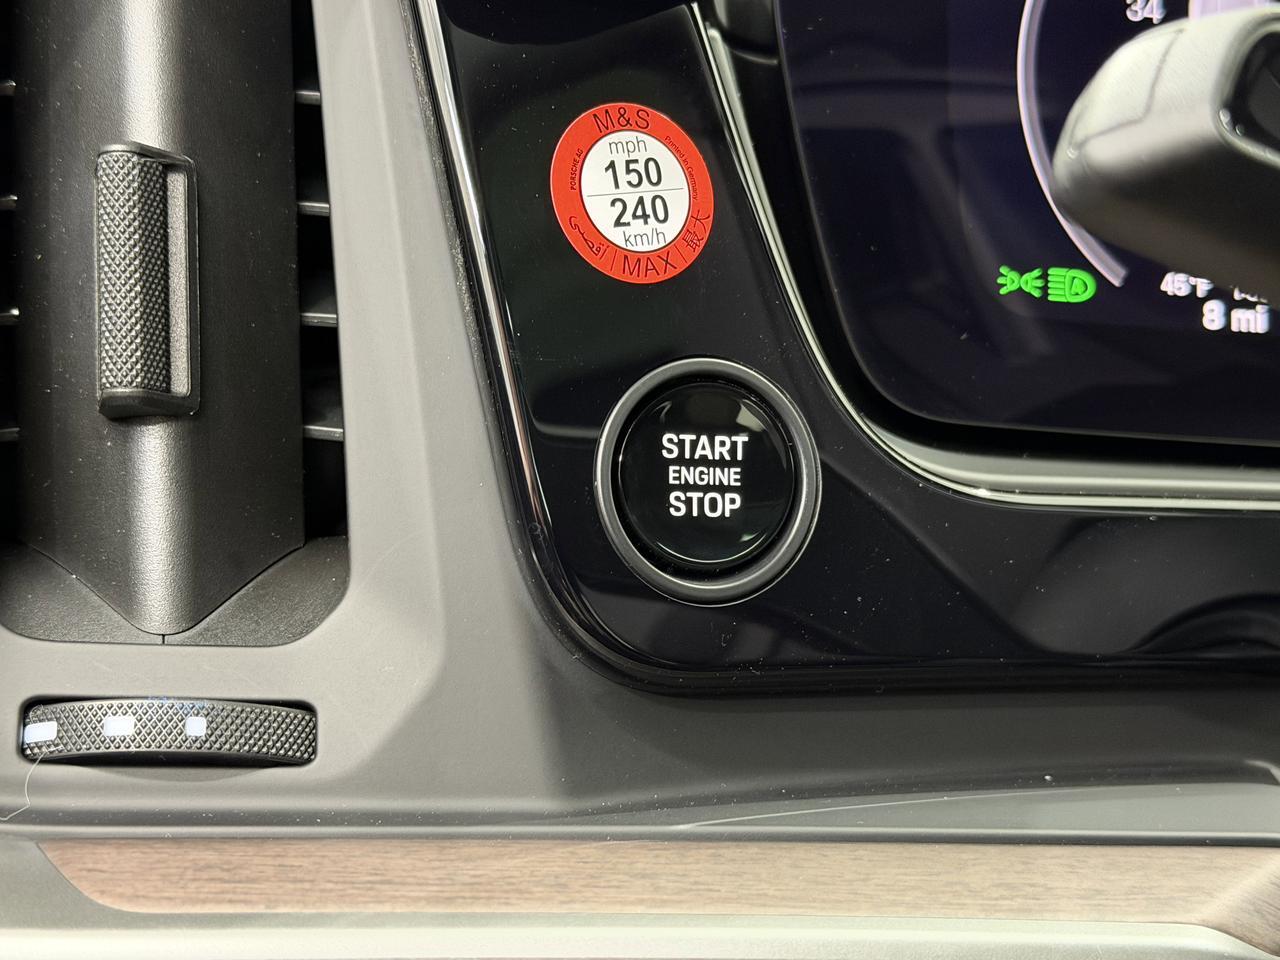 34
M&S
mph
150
240
km/h
PORSCHE AG
Printed in Germany
أقصى | MAX | 最大
START
ENGINE
STOP
8 mi